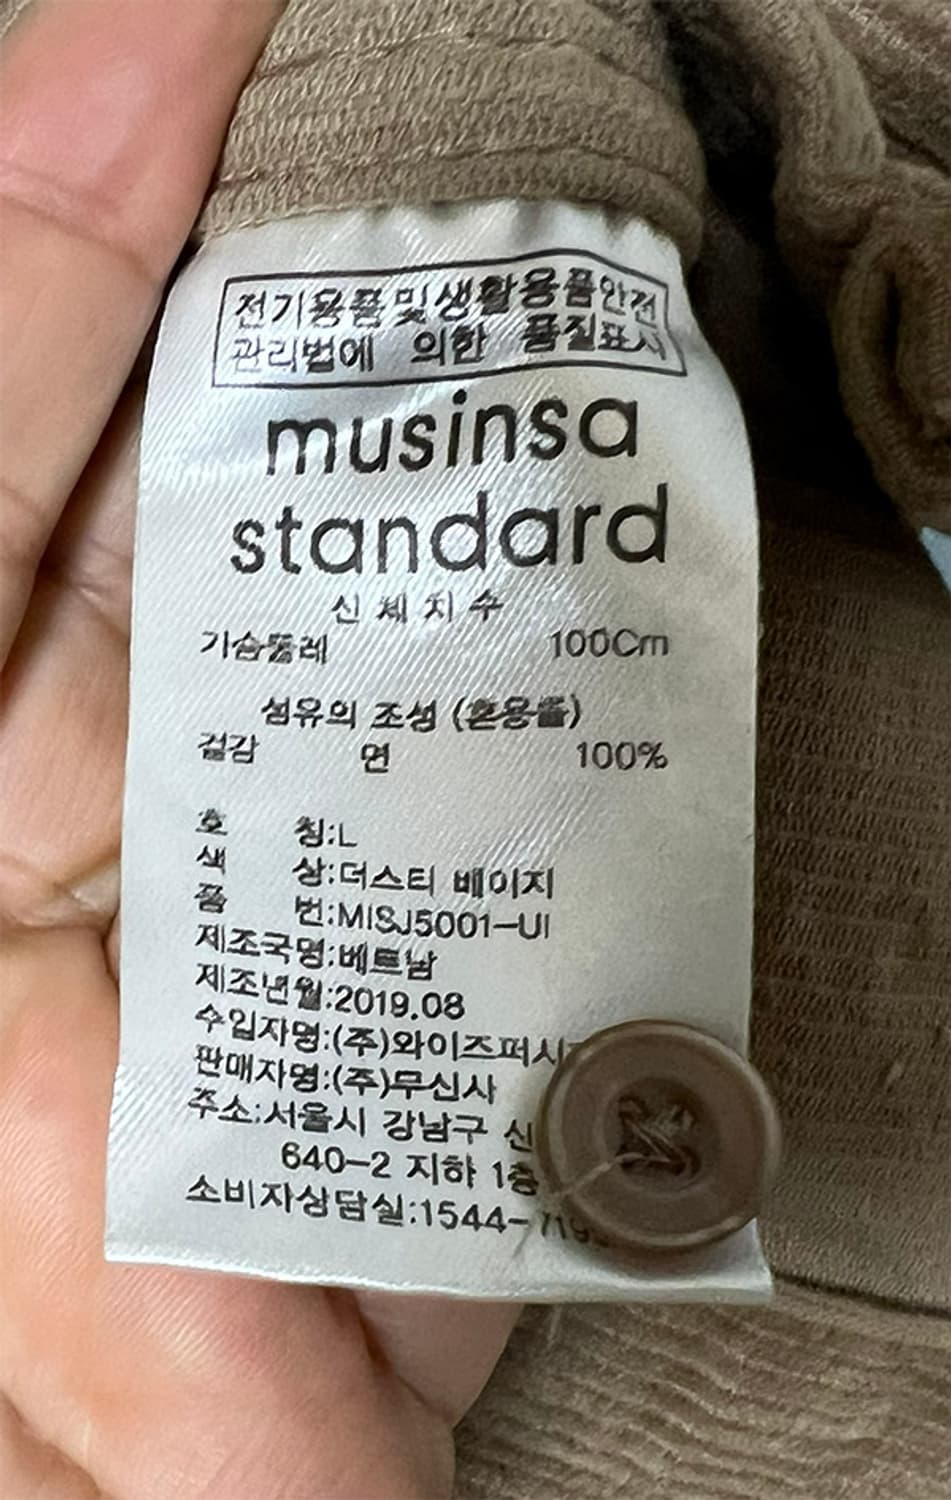 전기용품및생활용품안전
관리법에 의한 품질표시
musinsa
standard
신체치수
가슴둘레 100Cm
섬유의 조성 (혼용률)
겉감 면 100%
호 칭:L
색 상:더스티 베이지
품 번:MISJ5001-UI
제조국명:베트남
제조년월:2019.08
수입자명:(주)와이즈퍼시
판매자명:(주)무신사
주소:서울시 강남구 신
640-2 지하 1층
소비자상담실:1544-719